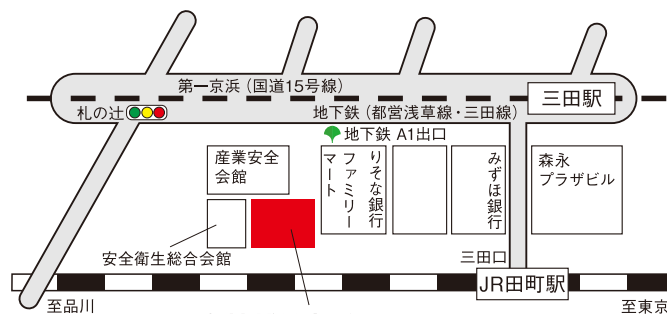 第一京浜（国道15号線）
三田駅
札の辻
地下鉄（都営浅草線・三田線）
地下鉄 A1出口
産業安全
会館
りそな銀行
ファミリー
マート
みずほ銀行
森永
プラザビル
安全衛生総合会館
三田口
JR田町駅
至品川
至東京